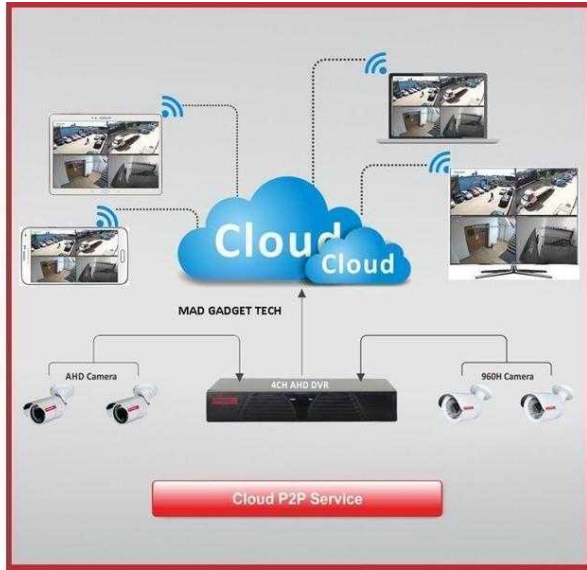 Cloud
Cloud
MAD GADGET TECH
AHD Camera
4CH AHD DVR
960H Camera
Cloud P2P Service